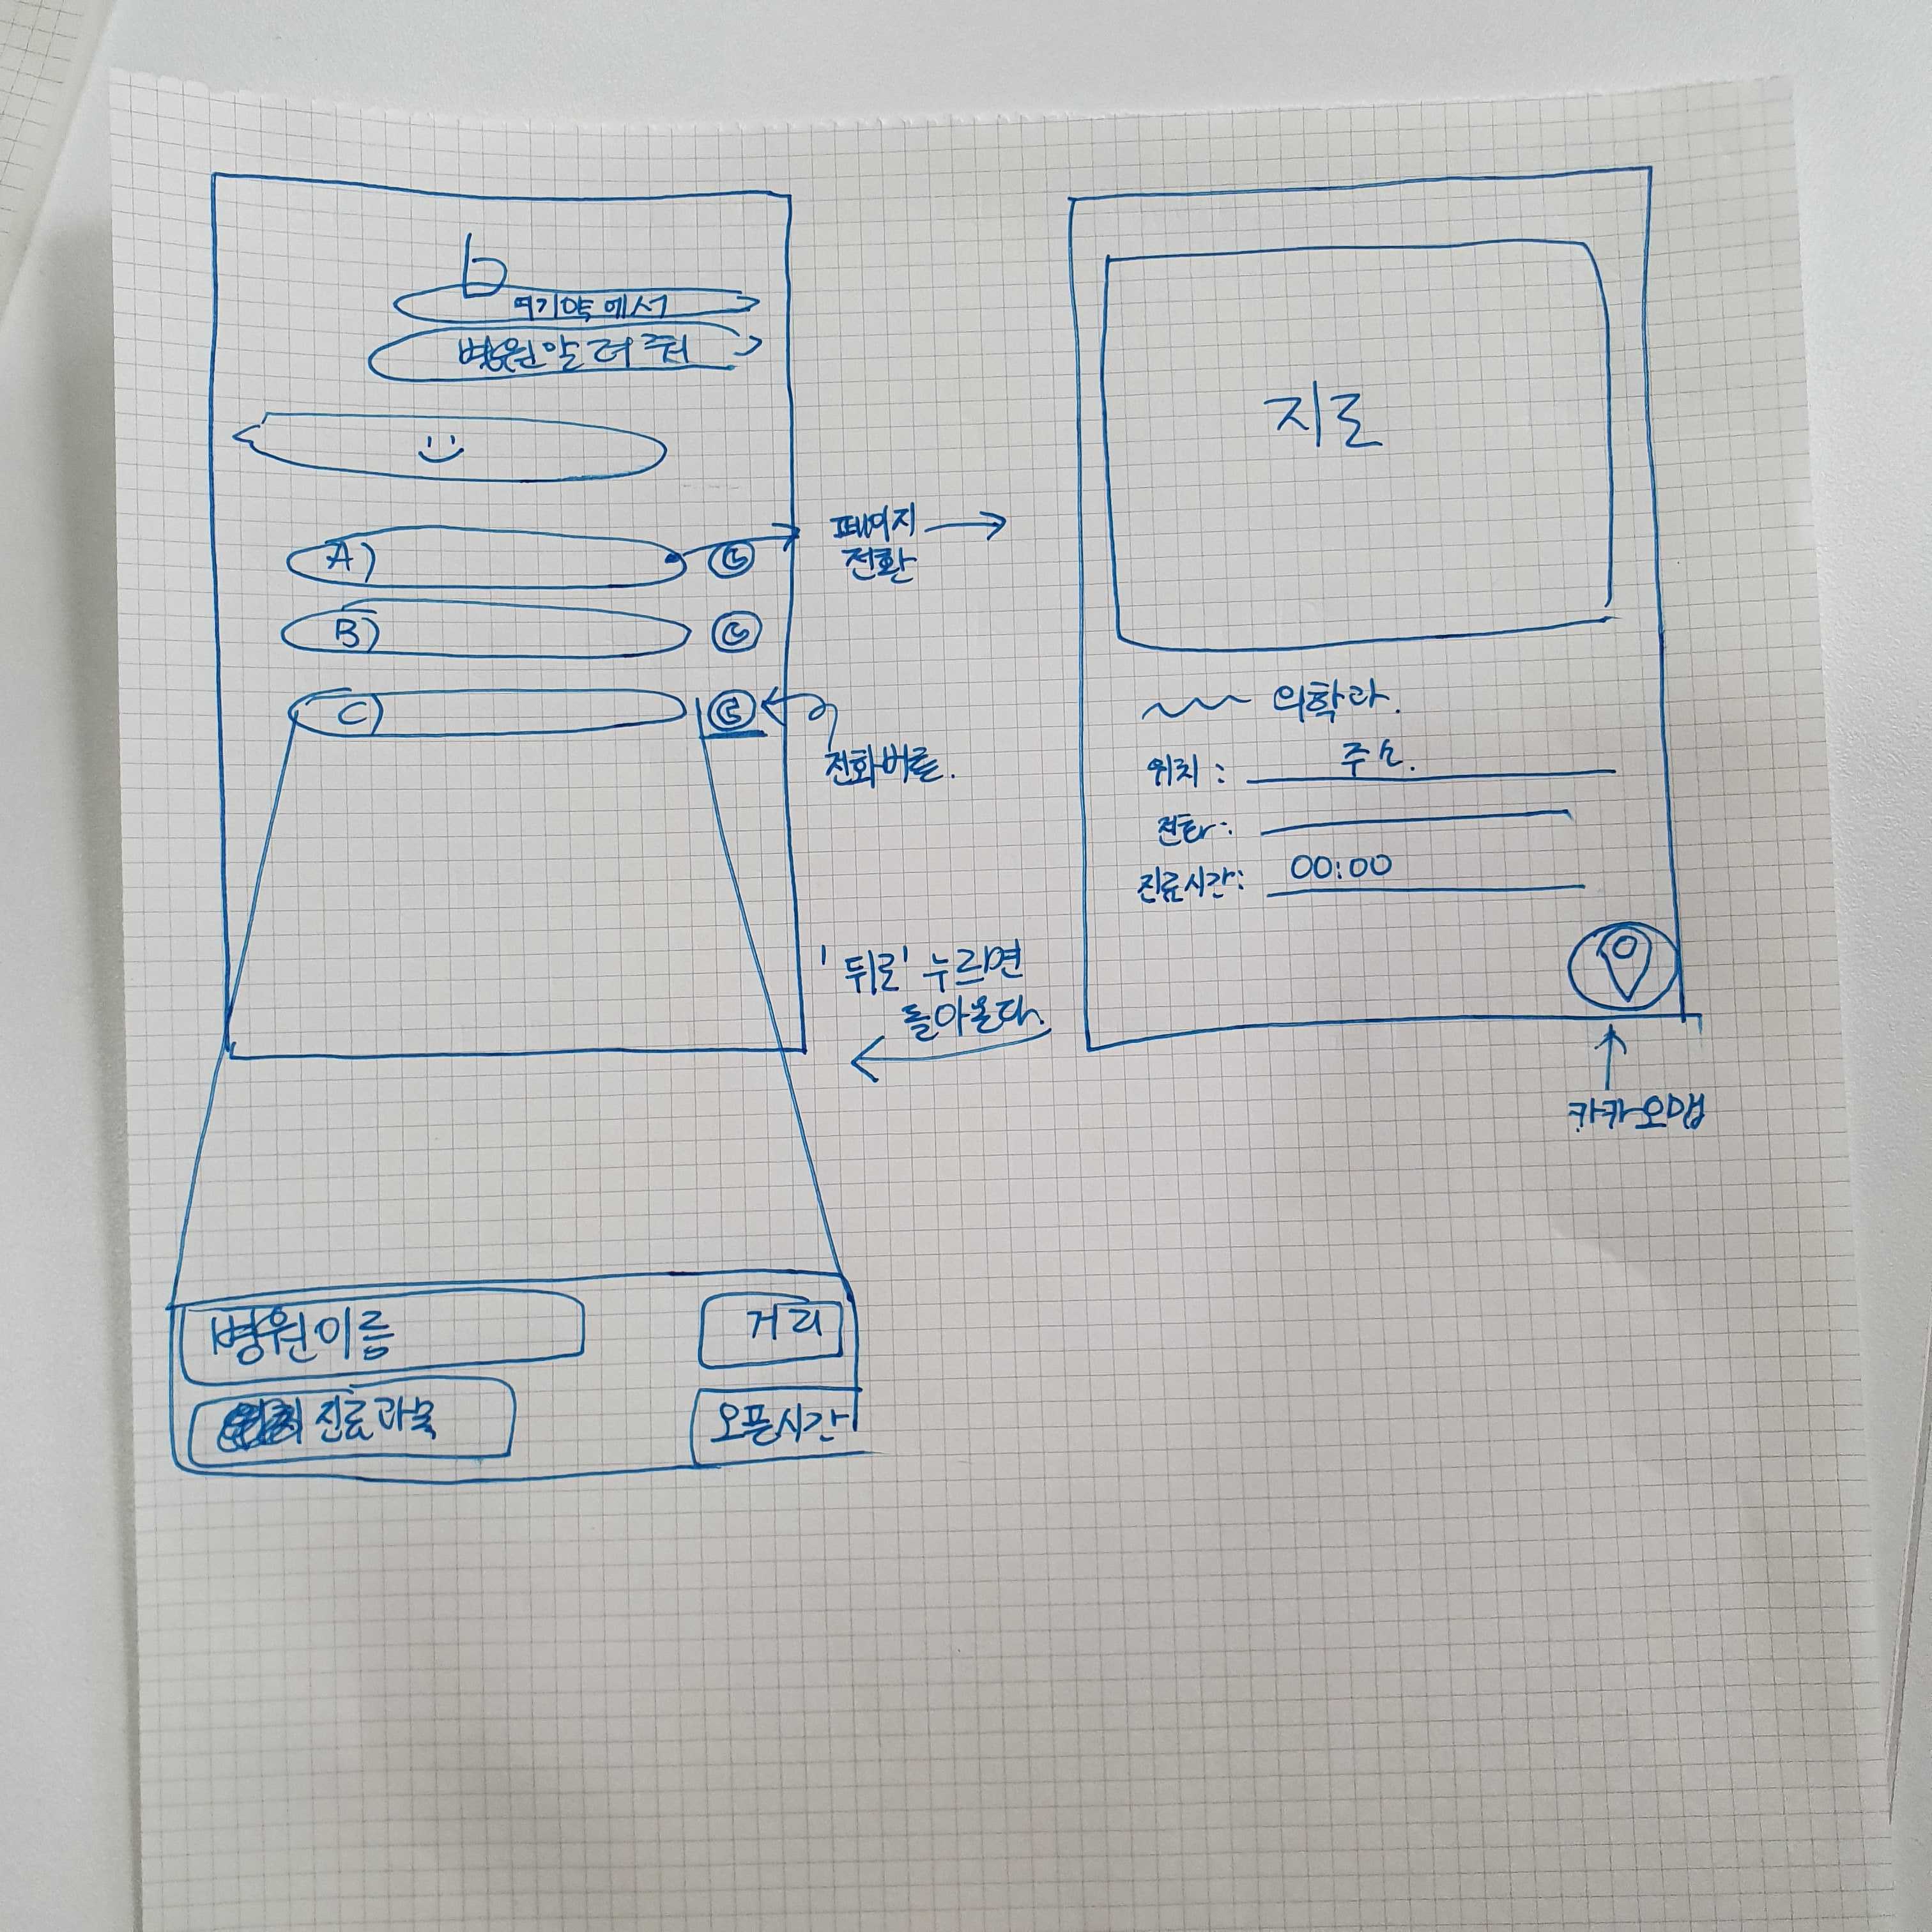 b
여기약에서
병원알려줘
A)
B)
C)
페이지
전환
전화버튼.
'뒤로' 누르면
돌아온다.
병원이름
거리
진료과목
오픈시간
지도
의학과.
위치 : 주소.
전화:
진료시간: 00:00
카카오맵